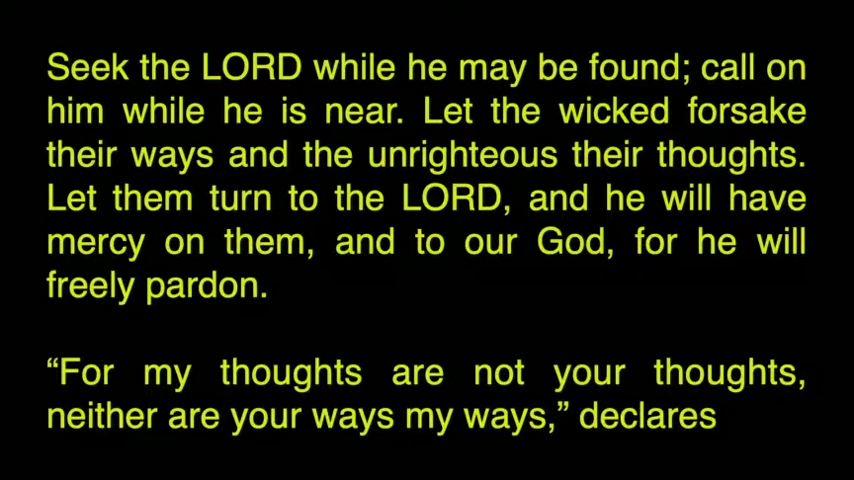 Seek the LORD while he may be found; call on
him while he is near. Let the wicked forsake
their ways and the unrighteous their thoughts.
Let them turn to the LORD, and he will have
mercy on them, and to our God, for he will
freely pardon.
“For my thoughts are not your thoughts,
neither are your ways my ways,” declares